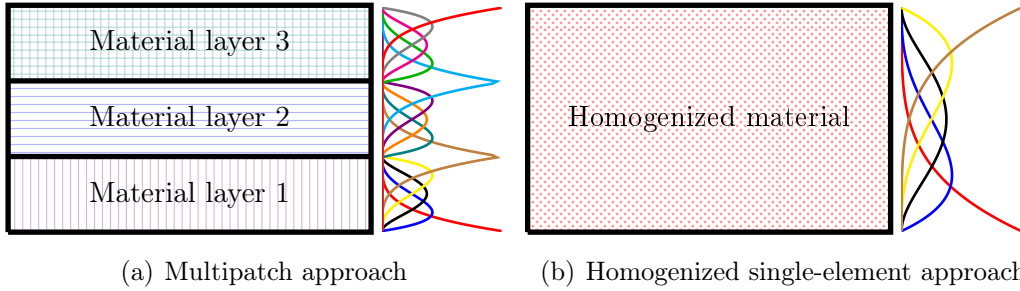 Material layer 3
Material layer 2
Material layer 1
Homogenized material
(a) Multipatch approach
(b) Homogenized single-element approach